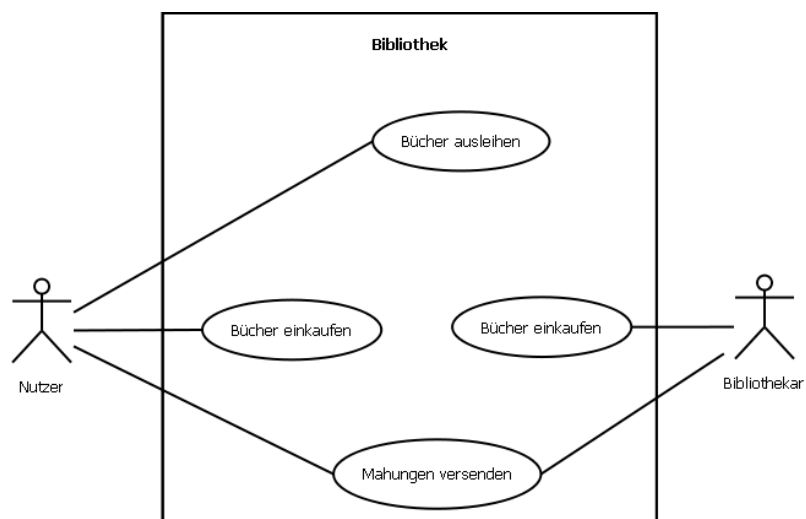 Bibliothek
Bücher ausleihen
Bücher einkaufen
Bücher einkaufen
Nutzer
Bibliothekar
Mahungen versenden